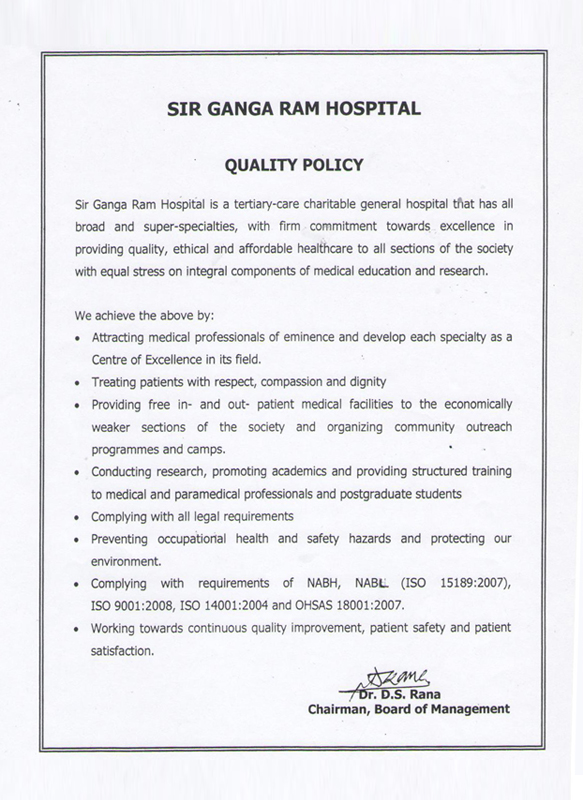 SIR GANGA RAM HOSPITAL
QUALITY POLICY
Sir Ganga Ram Hospital is a tertiary-care charitable general hospital that has all
broad and super-specialties, with firm commitment towards excellence in
providing quality, ethical and affordable healthcare to all sections of the society
with equal stress on integral components of medical education and research.
We achieve the above by:
• Attracting medical professionals of eminence and develop each specialty as a
Centre of Excellence in its field.
• Treating patients with respect, compassion and dignity
• Providing free in- and out- patient medical facilities to the economically
weaker sections of the society and organizing community outreach
programmes and camps.
• Conducting research, promoting academics and providing structured training
to medical and paramedical professionals and postgraduate students
• Complying with all legal requirements
• Preventing occupational health and safety hazards and protecting our
environment.
• Complying with requirements of NABH, NABL (ISO 15189:2007),
ISO 9001:2008, ISO 14001:2004 and OHSAS 18001:2007.
• Working towards continuous quality improvement, patient safety and patient
satisfaction.
Dr. D.S. Rana
Chairman, Board of Management